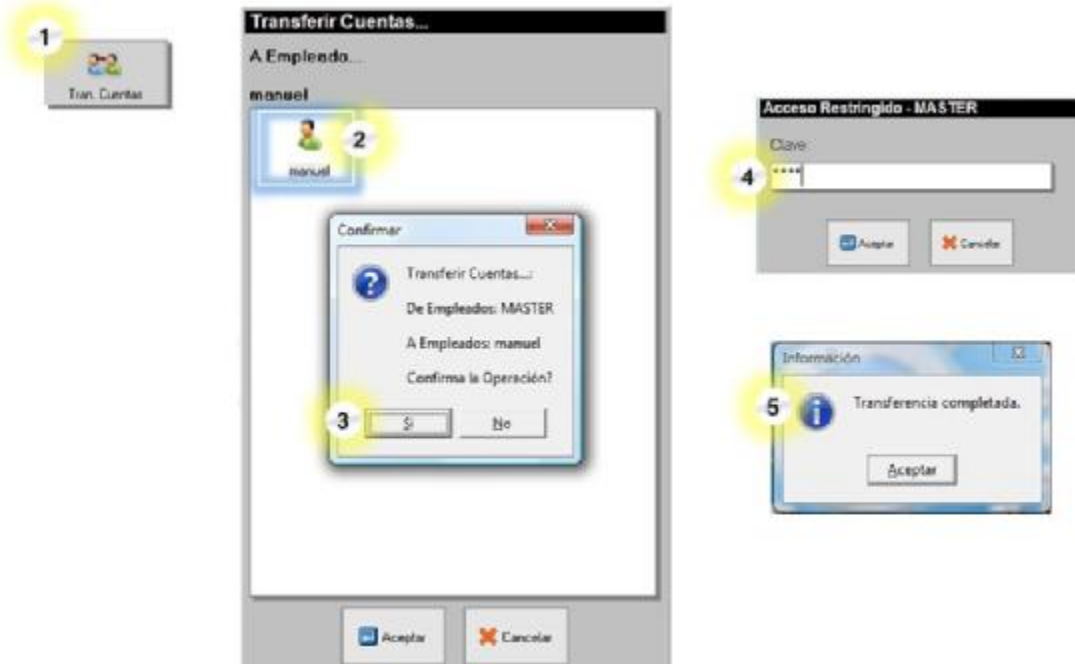 1
Tran. Cuentas
Transferir Cuentas...
A Empleado...
manuel
2
manuel
Confirmar
Transferir Cuentas...:
De Empleados: MASTER
A Empleados: manuel
Confirma la Operación?
3
Si
No
Aceptar
Cancelar
Acceso Restringido - MASTER
Clave
4
****
Aceptar
Cancelar
Información
5
Transferencia completada.
Aceptar